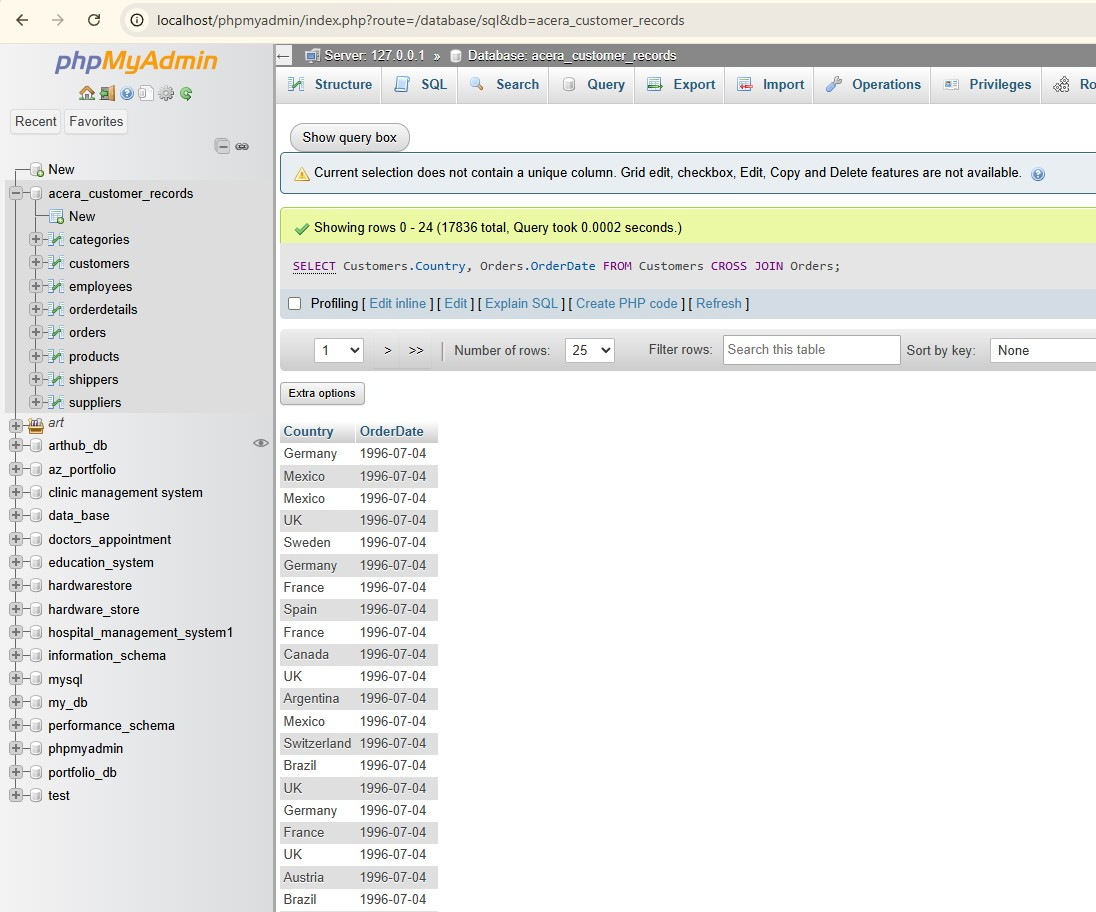 localhost/phpmyadmin/index.php?route=/database/sql&db=acera_customer_records
phpMyAdmin
Recent Favorites
New
acera_customer_records
New
categories
customers
employees
orderdetails
orders
products
shippers
suppliers
art
arthub_db
az_portfolio
clinic management system
data_base
doctors_appointment
education_system
hardwarestore
hardware_store
hospital_management_system1
information_schema
mysql
my_db
performance_schema
phpmyadmin
portfolio_db
test
Server: 127.0.0.1 » Database: acera_customer_records
Structure SQL Search Query Export Import Operations Privileges Ro
Show query box
Current selection does not contain a unique column. Grid edit, checkbox, Edit, Copy and Delete features are not available.
Showing rows 0 - 24 (17836 total, Query took 0.0002 seconds.)
SELECT Customers.Country, Orders.OrderDate FROM Customers CROSS JOIN Orders;
Profiling [ Edit inline ] [ Edit ] [ Explain SQL ] [ Create PHP code ] [ Refresh ]
1 > >> Number of rows: 25 Filter rows: Search this table Sort by key: None
Extra options
Country OrderDate
Germany 1996-07-04
Mexico 1996-07-04
Mexico 1996-07-04
UK 1996-07-04
Sweden 1996-07-04
Germany 1996-07-04
France 1996-07-04
Spain 1996-07-04
France 1996-07-04
Canada 1996-07-04
UK 1996-07-04
Argentina 1996-07-04
Mexico 1996-07-04
Switzerland 1996-07-04
Brazil 1996-07-04
UK 1996-07-04
Germany 1996-07-04
France 1996-07-04
UK 1996-07-04
Austria 1996-07-04
Brazil 1996-07-04